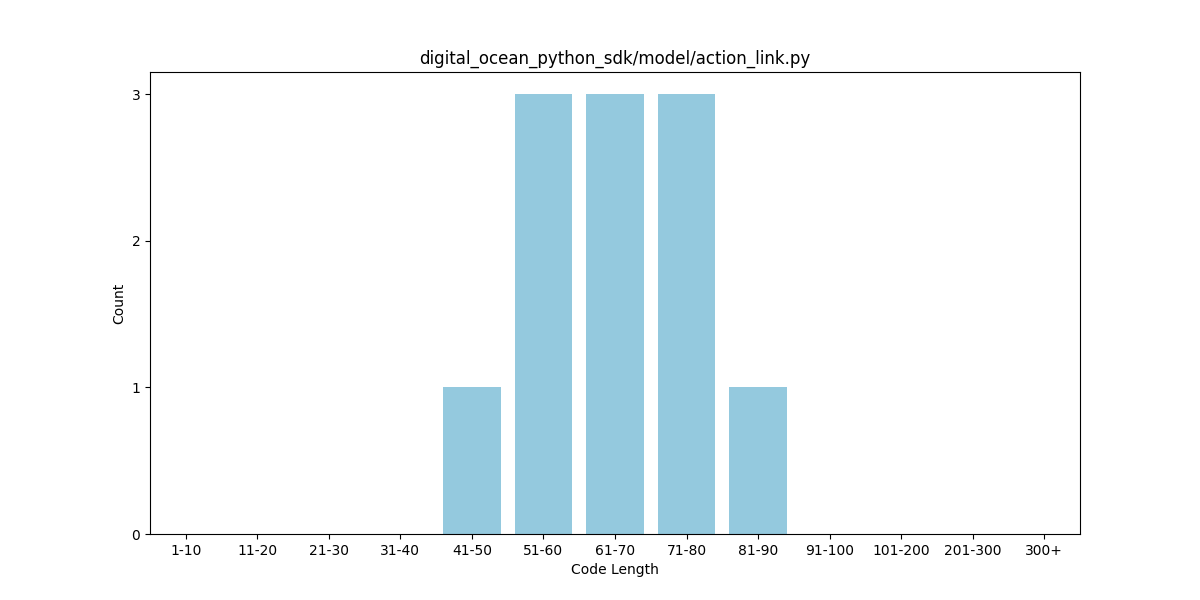 digital_ocean_python_sdk/model/action_link.py
3
2
1
0
Count
1-10 11-20 21-30 31-40 41-50 51-60 61-70 71-80 81-90 91-100 101-200 201-300 300+
Code Length